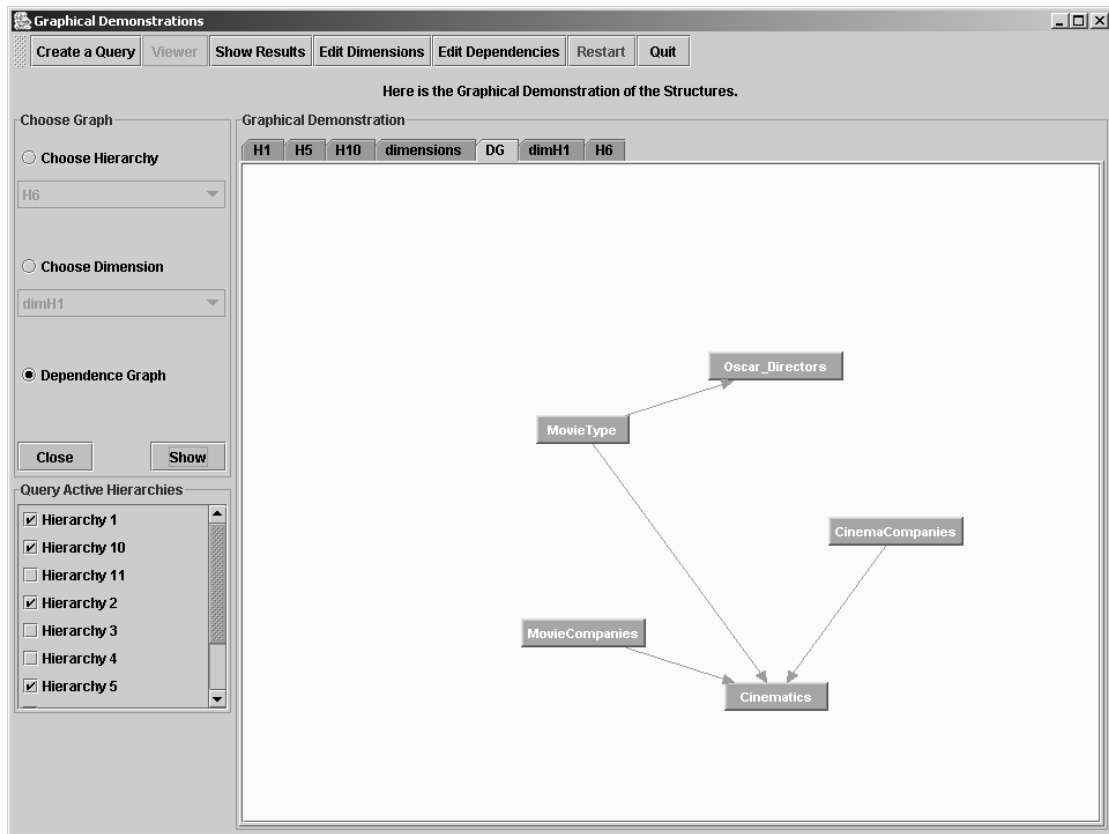 Graphical Demonstrations
Create a Query Viewer Show Results Edit Dimensions Edit Dependencies Restart Quit
Here is the Graphical Demonstration of the Structures.
Choose Graph
Choose Hierarchy
H6
Choose Dimension
dimH1
Dependence Graph
Close Show
Query Active Hierarchies
Hierarchy 1
Hierarchy 10
Hierarchy 11
Hierarchy 2
Hierarchy 3
Hierarchy 4
Hierarchy 5
Graphical Demonstration
H1 H5 H10 dimensions DG dimH1 H6
Oscar_Directors
MovieType
CinemaCompanies
MovieCompanies
Cinematics